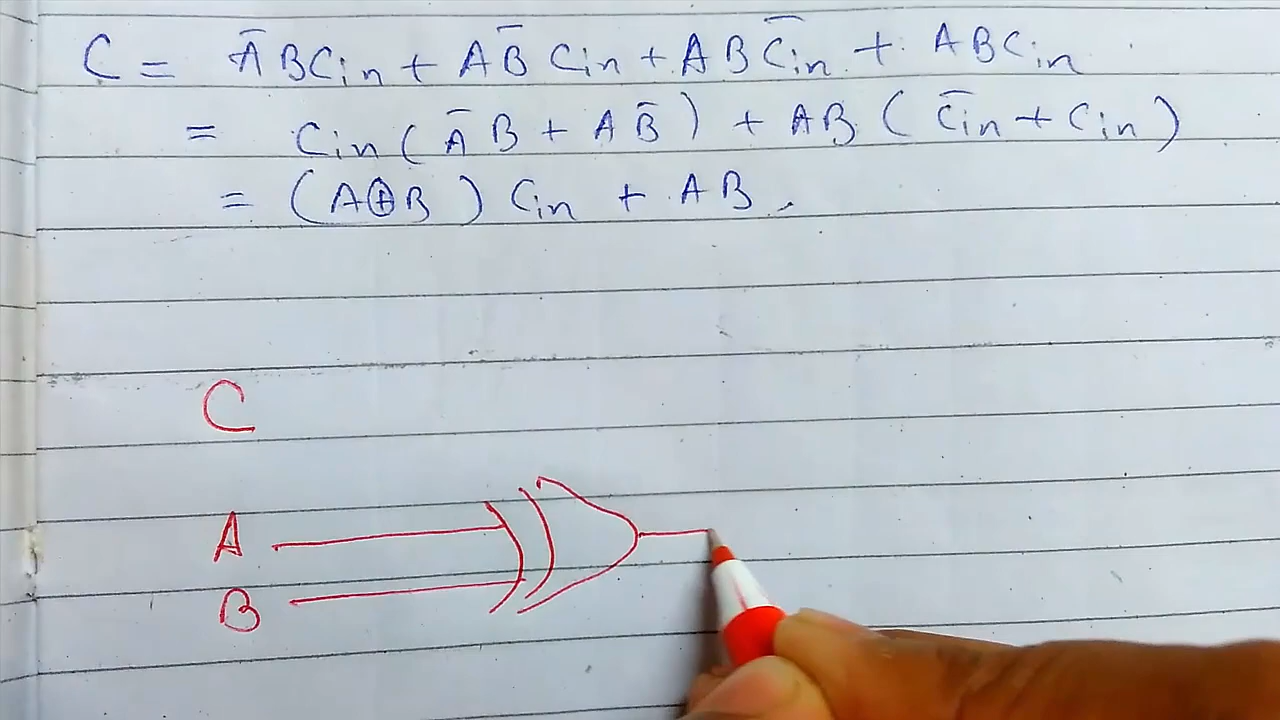 C = A̅BCin + AB̅Cin + ABC̅in + ABCin
= Cin(A̅B + AB̅) + AB(C̅in + Cin)
= (A⊕B)Cin + AB.
C
A
B